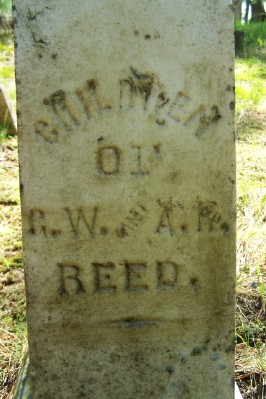 CHILDREN
OF
R. W. AND A. M.
REED.